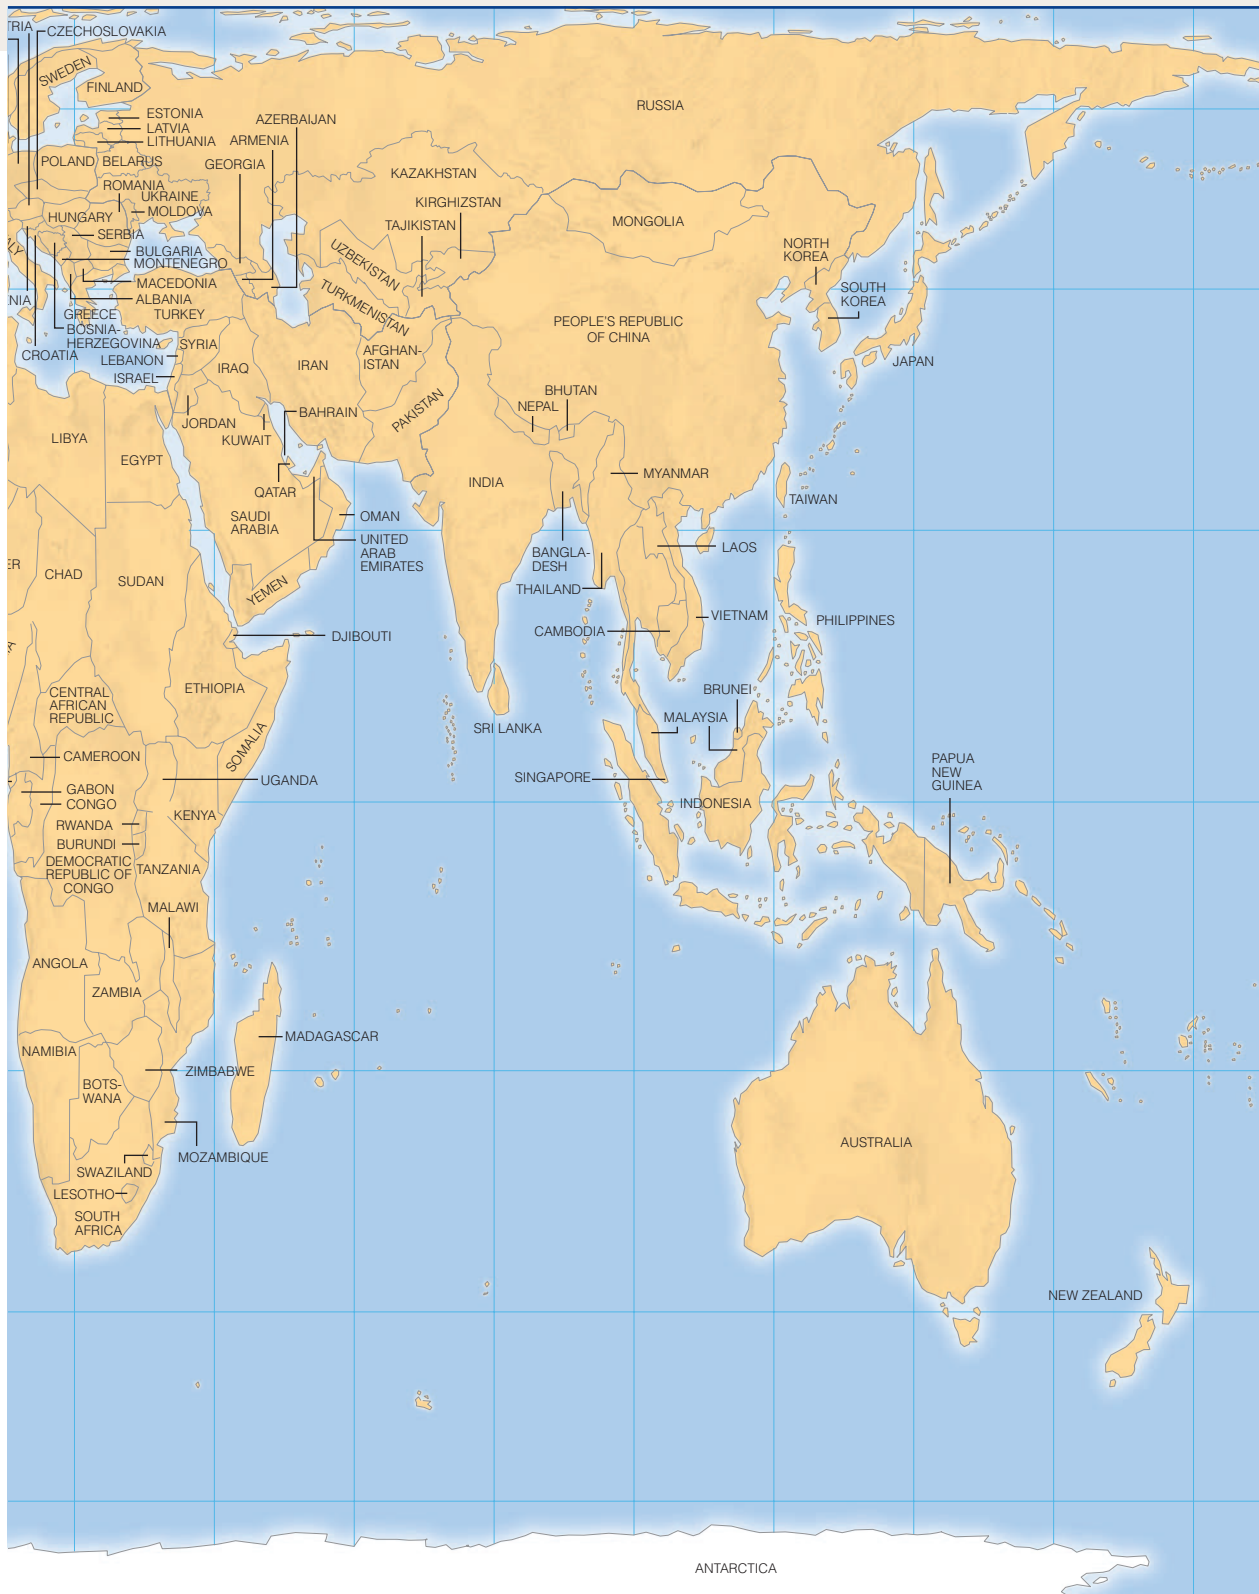 TRIA
CZECHOSLOVAKIA
SWEDEN
FINLAND
RUSSIA
ESTONIA
LATVIA
LITHUANIA
AZERBAIJAN
ARMENIA
GEORGIA
POLAND
BELARUS
KAZAKHSTAN
ROMANIA
UKRAINE
MOLDOVA
HUNGARY
SERBIA
KIRGHIZSTAN
TAJIKISTAN
MONGOLIA
BULGARIA
MONTENEGRO
UZBEKISTAN
NORTH
KOREA
MACEDONIA
ALBANIA
TURKMENISTAN
SOUTH
KOREA
NIA
GREECE
TURKEY
BOSNIA-
HERZEGOVINA
CROATIA
PEOPLE'S REPUBLIC
OF CHINA
SYRIA
LEBANON
ISRAEL
IRAQ
IRAN
AFGHAN-
ISTAN
JAPAN
PAKISTAN
BHUTAN
NEPAL
BAHRAIN
JORDAN
KUWAIT
LIBYA
EGYPT
INDIA
MYANMAR
QATAR
TAIWAN
SAUDI
ARABIA
OMAN
UNITED
ARAB
EMIRATES
BANGLA-
DESH
LAOS
ER
CHAD
SUDAN
YEMEN
THAILAND
VIETNAM
PHILIPPINES
CAMBODIA
DJIBOUTI
CENTRAL
AFRICAN
REPUBLIC
ETHIOPIA
BRUNEI
SRI LANKA
MALAYSIA
SOMALIA
CAMEROON
UGANDA
SINGAPORE
PAPUA
NEW
GUINEA
GABON
CONGO
INDONESIA
RWANDA
KENYA
BURUNDI
DEMOCRATIC
REPUBLIC OF
CONGO
TANZANIA
MALAWI
ANGOLA
ZAMBIA
MADAGASCAR
NAMIBIA
ZIMBABWE
BOTS-
WANA
AUSTRALIA
MOZAMBIQUE
SWAZILAND
LESOTHO
SOUTH
AFRICA
NEW ZEALAND
ANTARCTICA